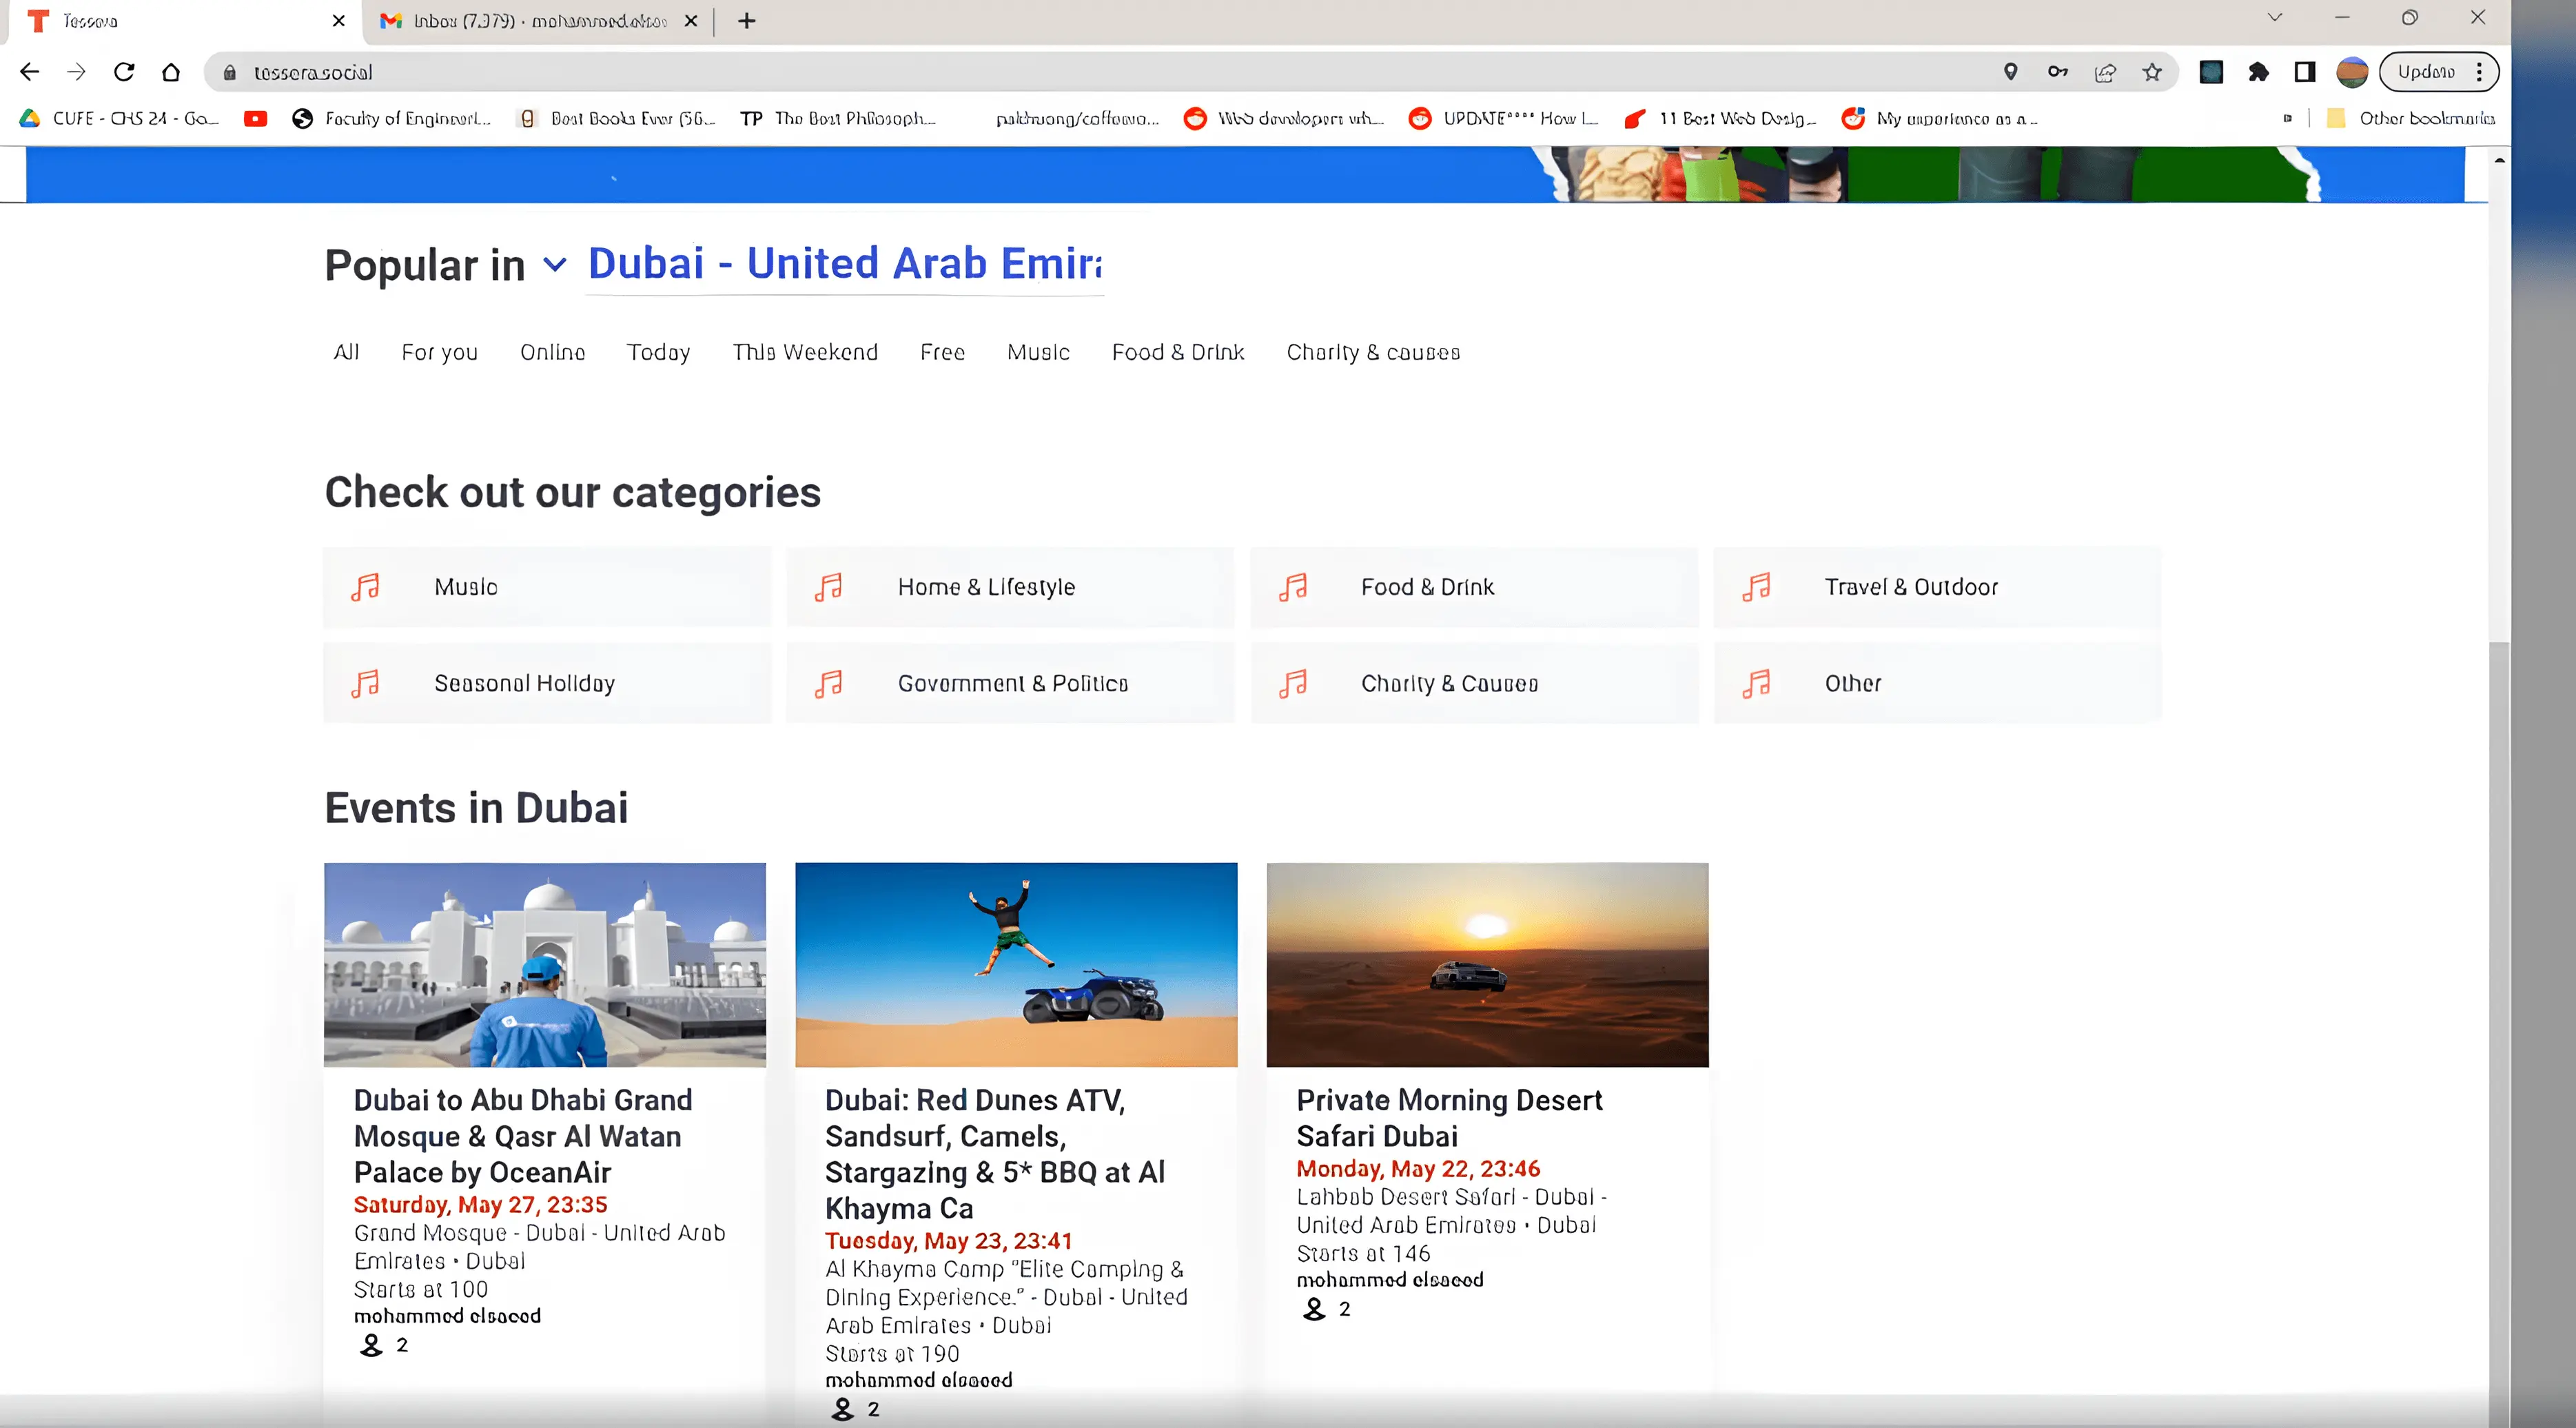 Tessera
Inbox (7,379) ·
tessera.social
Update
CUFE - CHS 24 - Go...
Faculty of Engineeri...
Best Books Ever (56...
TP The Best Philosoph...
Web developers wh...
UPDATE**** How I...
11 Best Web Desig...
My experience as a...
Other bookmarks
Popular in Dubai - United Arab Emir
All For you Online Today This Weekend Free Music Food & Drink Charity & causes
Check out our categories
Music Home & Lifestyle Food & Drink Travel & Outdoor
Seasonal Holiday Government & Politics Charity & Causes Other
Events in Dubai
Dubai to Abu Dhabi Grand
Mosque & Qasr Al Watan
Palace by OceanAir
Saturday, May 27, 23:35
Grand Mosque - Dubai - United Arab
Emirates • Dubai
Starts at 100
mohammed elsaeed
2
Dubai: Red Dunes ATV,
Sandsurf, Camels,
Stargazing & 5* BBQ at Al
Khayma Ca
Tuesday, May 23, 23:41
Al Khayma Camp "Elite Camping &
Dining Experience." - Dubai - United
Arab Emirates • Dubai
Starts at 190
mohammed elsaeed
2
Private Morning Desert
Safari Dubai
Monday, May 22, 23:46
Lahbab Desert Safari - Dubai -
United Arab Emirates • Dubai
Starts at 146
mohammed elsaeed
2